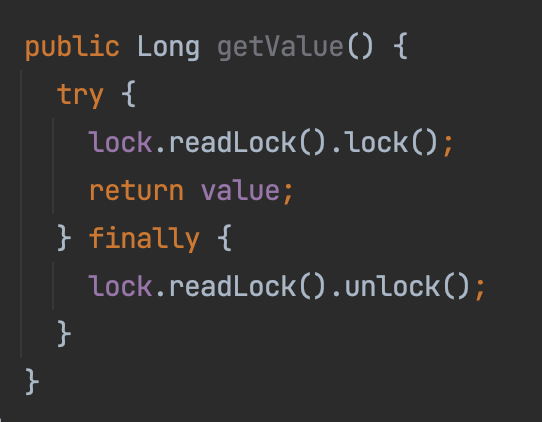 public Long getValue() {
  try {
    lock.readLock().lock();
    return value;
  } finally {
    lock.readLock().unlock();
  }
}